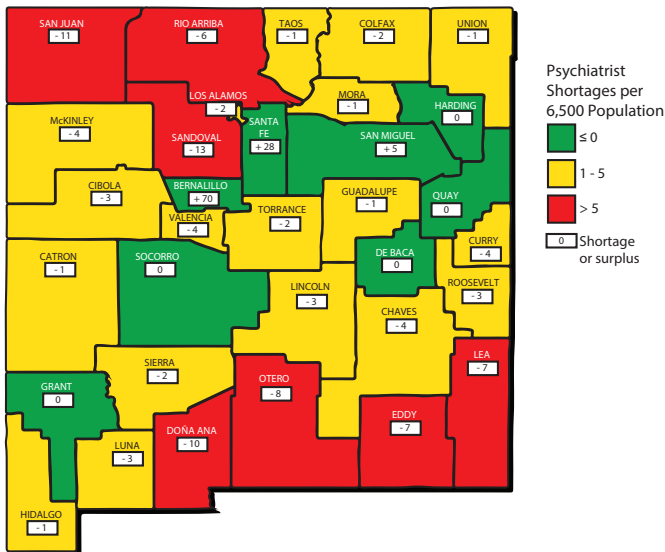 SAN JUAN
- 11
RIO ARRIBA
- 6
TAOS
- 1
COLFAX
- 2
UNION
- 1
LOS ALAMOS
- 2
MORA
- 1
HARDING
0
McKINLEY
- 4
SANDOVAL
- 13
SANTA
FE
+ 28
SAN MIGUEL
+ 5
CIBOLA
- 3
BERNALILLO
+ 70
GUADALUPE
- 1
QUAY
0
VALENCIA
- 4
TORRANCE
- 2
CURRY
- 4
CATRON
- 1
SOCORRO
0
DE BACA
0
ROOSEVELT
- 3
LINCOLN
- 3
CHAVES
- 4
SIERRA
- 2
LEA
- 7
GRANT
0
OTERO
- 8
EDDY
- 7
DOÑA ANA
- 10
LUNA
- 3
HIDALGO
- 1
Psychiatrist
Shortages per
6,500 Population
≤ 0
1 - 5
> 5
0 Shortage
or surplus